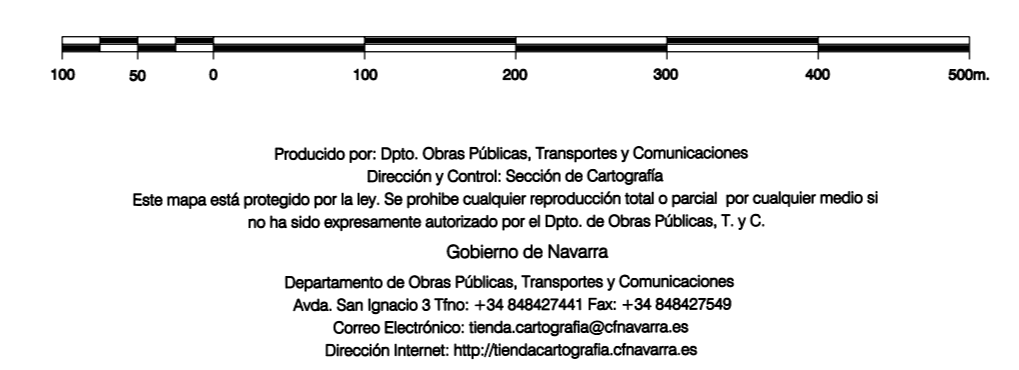 100 50 0 100 200 300 400 500m.
Producido por: Dpto. Obras Públicas, Transportes y Comunicaciones
Dirección y Control: Sección de Cartografía
Este mapa está protegido por la ley. Se prohibe cualquier reproducción total o parcial por cualquier medio si
no ha sido expresamente autorizado por el Dpto. de Obras Públicas, T. y C.
Gobierno de Navarra
Departamento de Obras Públicas, Transportes y Comunicaciones
Avda. San Ignacio 3 Tfno: +34 848427441 Fax: +34 848427549
Correo Electrónico: tienda.cartografia@cfnavarra.es
Dirección Internet: http://tiendacartografia.cfnavarra.es